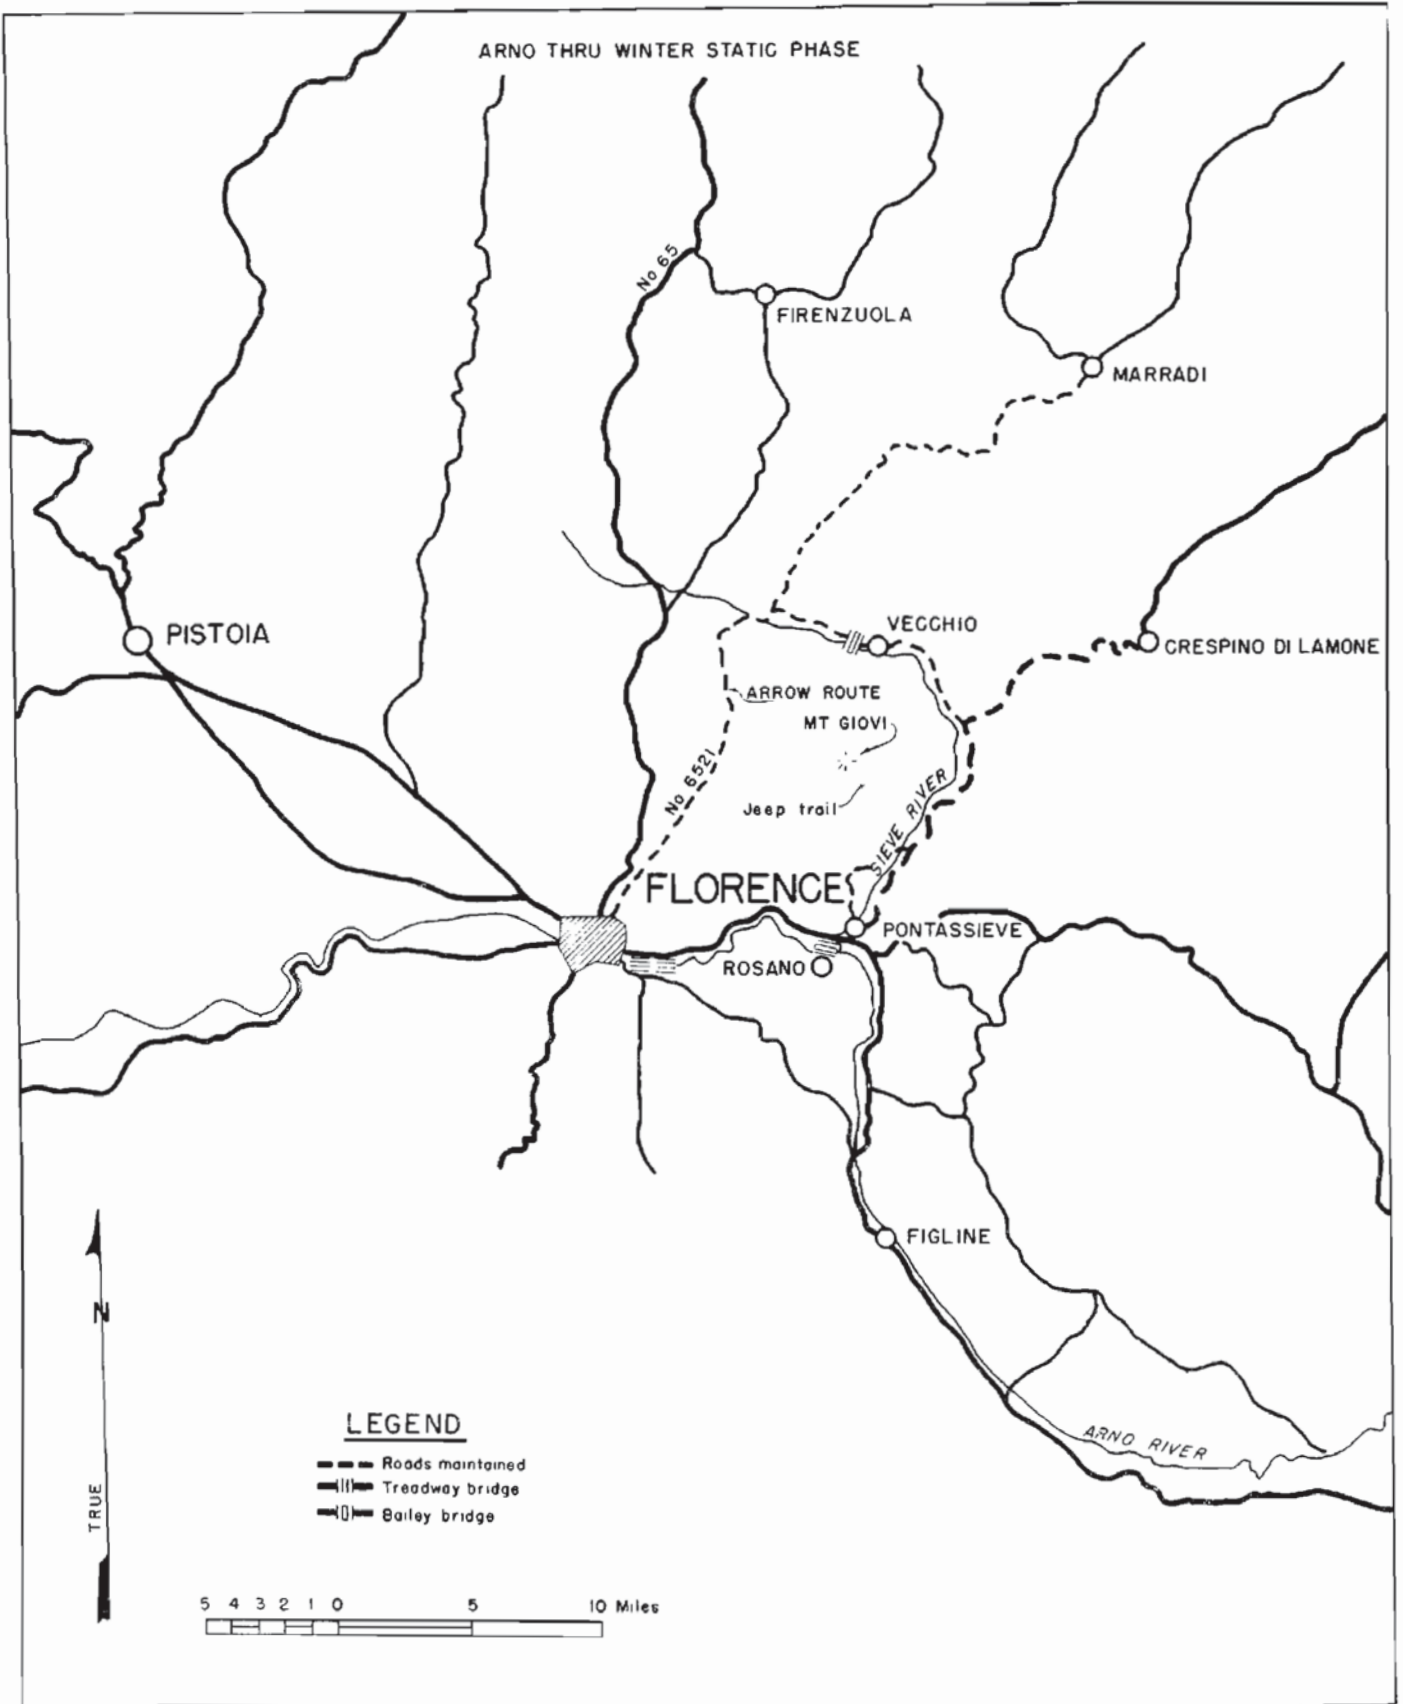 ARNO THRU WINTER STATIC PHASE
No 65
FIRENZUOLA
MARRADI
PISTOIA
VECCHIO
CRESPINO DI LAMONE
ARROW ROUTE
MT GIOVI
No 6521
Jeep trail
SIEVE RIVER
FLORENCE
PONTASSIEVE
ROSANO
FIGLINE
N
TRUE
ARNO RIVER
LEGEND
Roads maintained
Treadway bridge
Bailey bridge
5 4 3 2 1 0 5 10 Miles